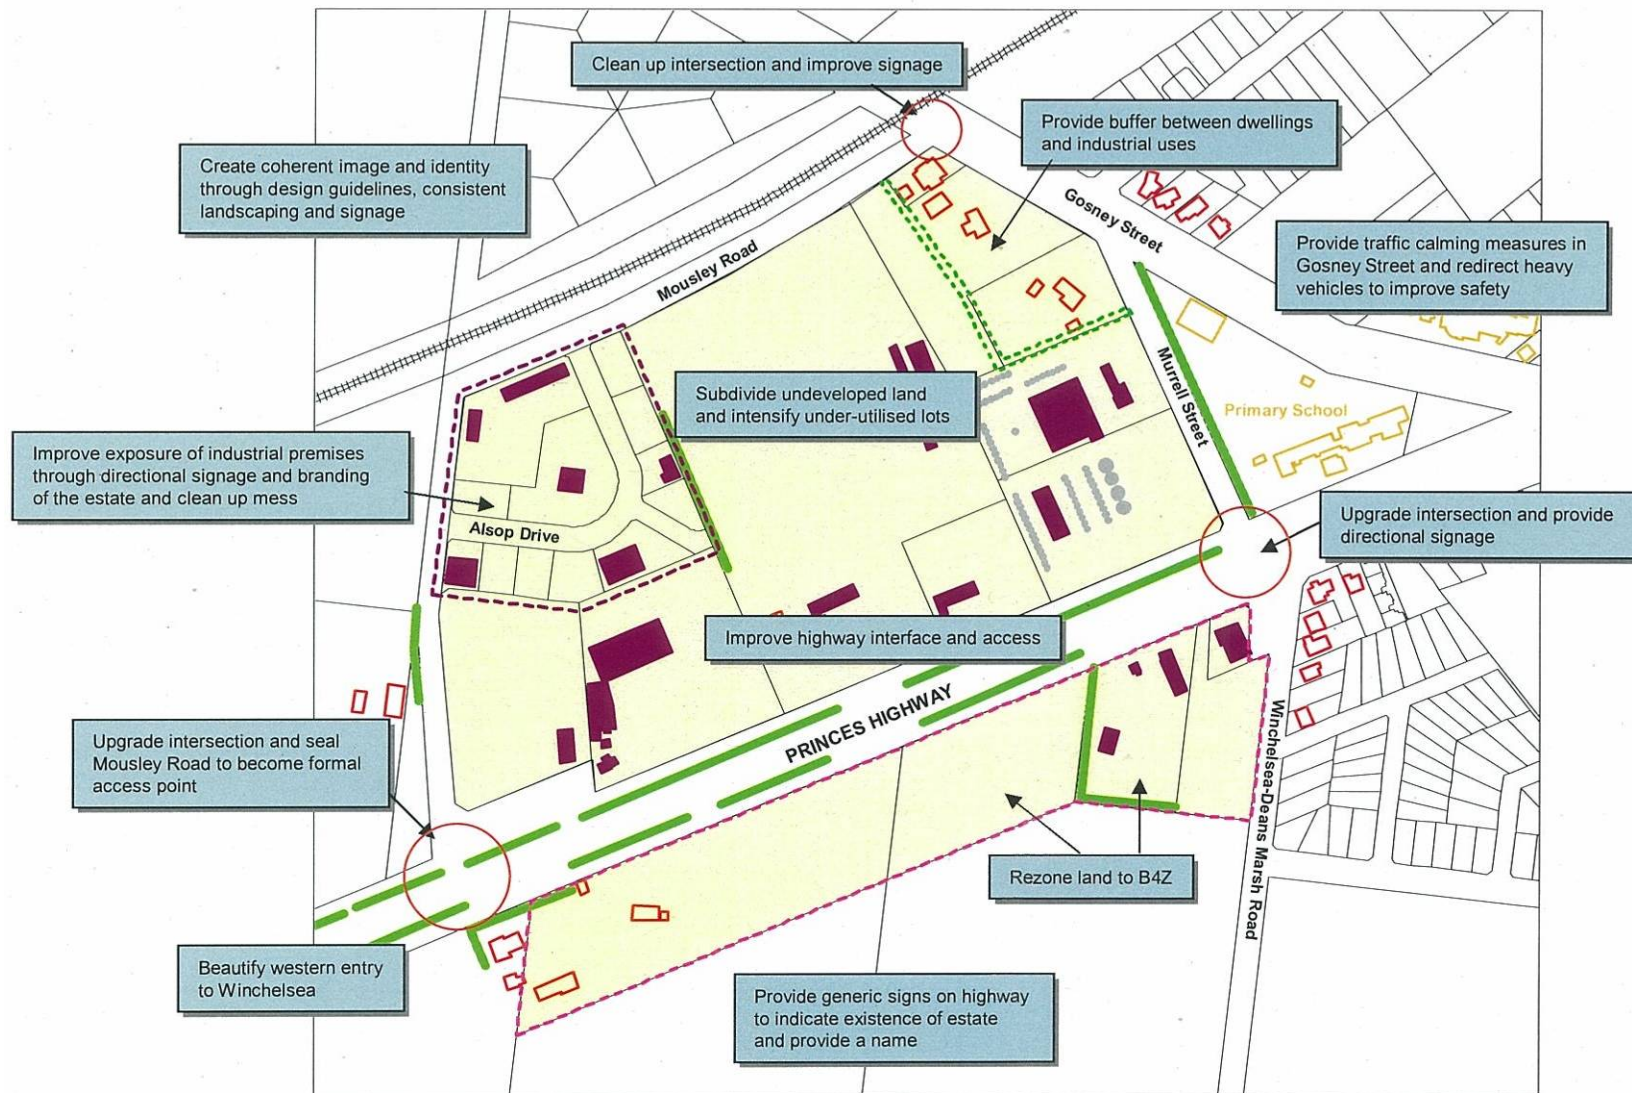 Clean up intersection and improve signage
Provide buffer between dwellings
and industrial uses
Create coherent image and identity
through design guidelines, consistent
landscaping and signage
Gosney Street
Provide traffic calming measures in
Gosney Street and redirect heavy
vehicles to improve safety
Mousley Road
Murrell Street
Subdivide undeveloped land
and intensify under-utilised lots
Primary School
Improve exposure of industrial premises
through directional signage and branding
of the estate and clean up mess
Alsop Drive
Upgrade intersection and provide
directional signage
Improve highway interface and access
PRINCES HIGHWAY
Winchelsea-Deans Marsh Road
Upgrade intersection and seal
Mousley Road to become formal
access point
Rezone land to B4Z
Beautify western entry
to Winchelsea
Provide generic signs on highway
to indicate existence of estate
and provide a name